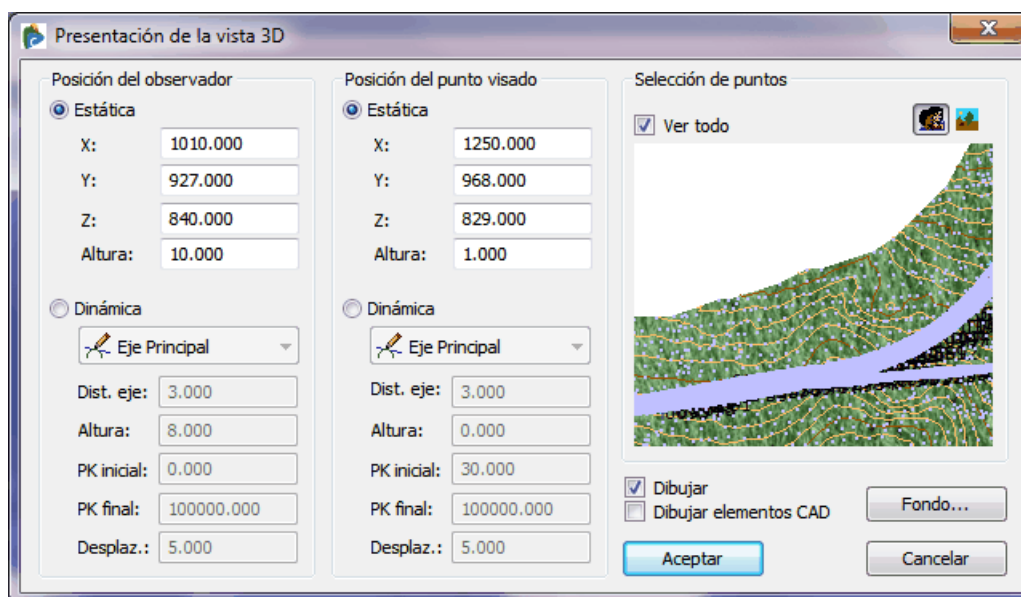 Presentación de la vista 3D
Posición del observador
Estática
X: 1010.000
Y: 927.000
Z: 840.000
Altura: 10.000
Dinámica
Eje Principal
Dist. eje: 3.000
Altura: 8.000
PK inicial: 0.000
PK final: 100000.000
Desplaz.: 5.000
Posición del punto visado
Estática
X: 1250.000
Y: 968.000
Z: 829.000
Altura: 1.000
Dinámica
Eje Principal
Dist. eje: 3.000
Altura: 0.000
PK inicial: 30.000
PK final: 100000.000
Desplaz.: 5.000
Selección de puntos
Ver todo
Dibujar
Dibujar elementos CAD
Fondo...
Aceptar
Cancelar